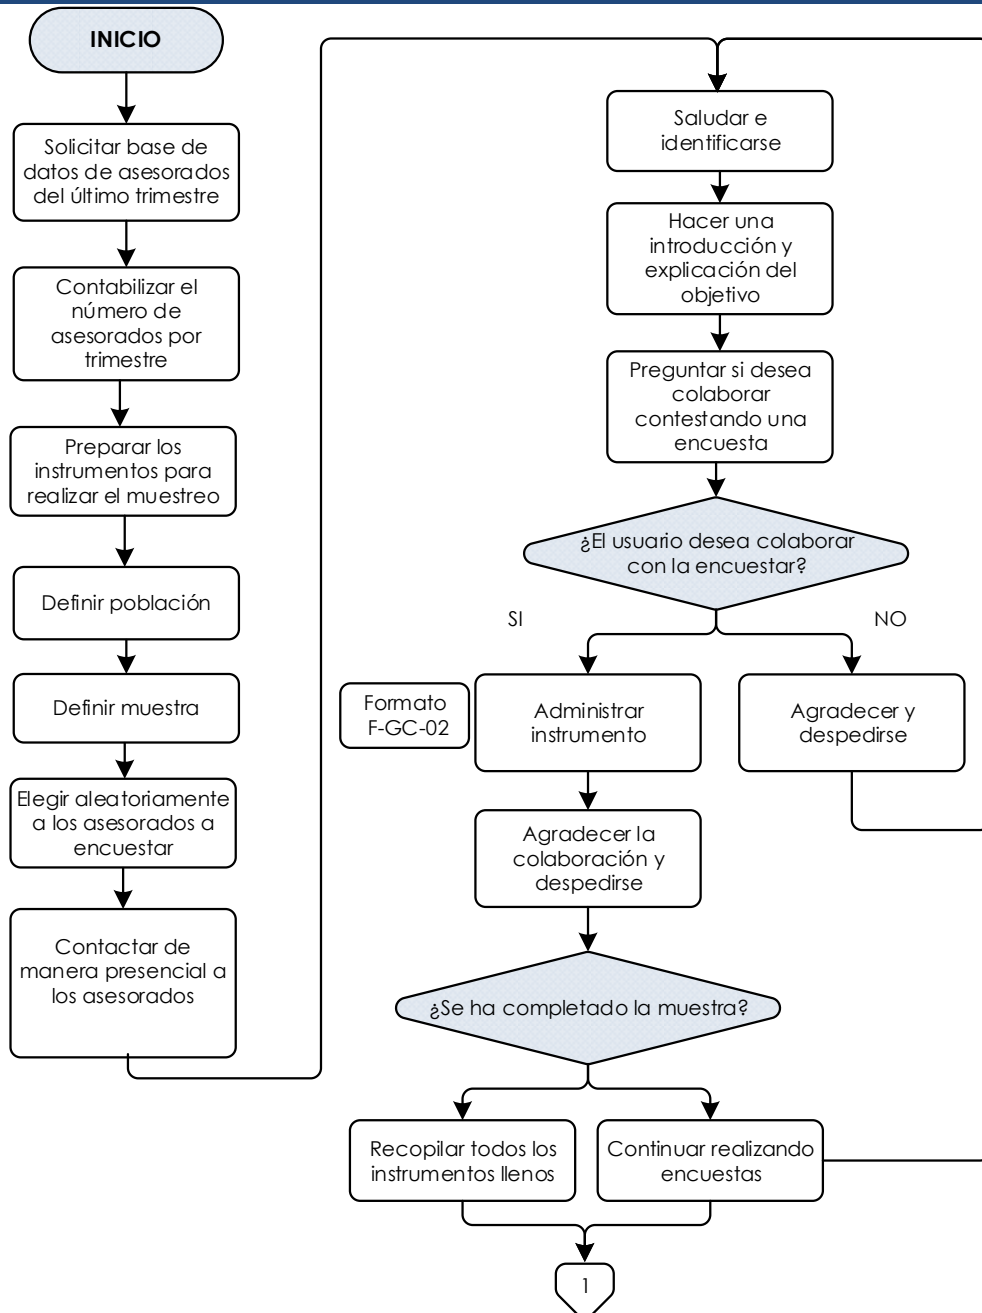 INICIO
Solicitar base de
datos de asesorados
del último trimestre
Contabilizar el
número de
asesorados por
trimestre
Preparar los
instrumentos para
realizar el muestreo
Definir población
Definir muestra
Elegir aleatoriamente
a los asesorados a
encuestar
Contactar de
manera presencial a
los asesorados
Saludar e
identificarse
Hacer una
introducción y
explicación del
objetivo
Preguntar si desea
colaborar
contestando una
encuesta
¿El usuario desea colaborar
con la encuestar?
SI
NO
Formato
F-GC-02
Administrar
instrumento
Agradecer y
despedirse
Agradecer la
colaboración y
despedirse
¿Se ha completado la muestra?
Recopilar todos los
instrumentos llenos
Continuar realizando
encuestas
1